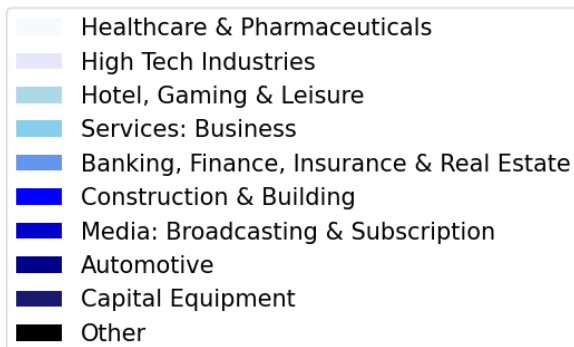 Healthcare & Pharmaceuticals
High Tech Industries
Hotel, Gaming & Leisure
Services: Business
Banking, Finance, Insurance & Real Estate
Construction & Building
Media: Broadcasting & Subscription
Automotive
Capital Equipment
Other